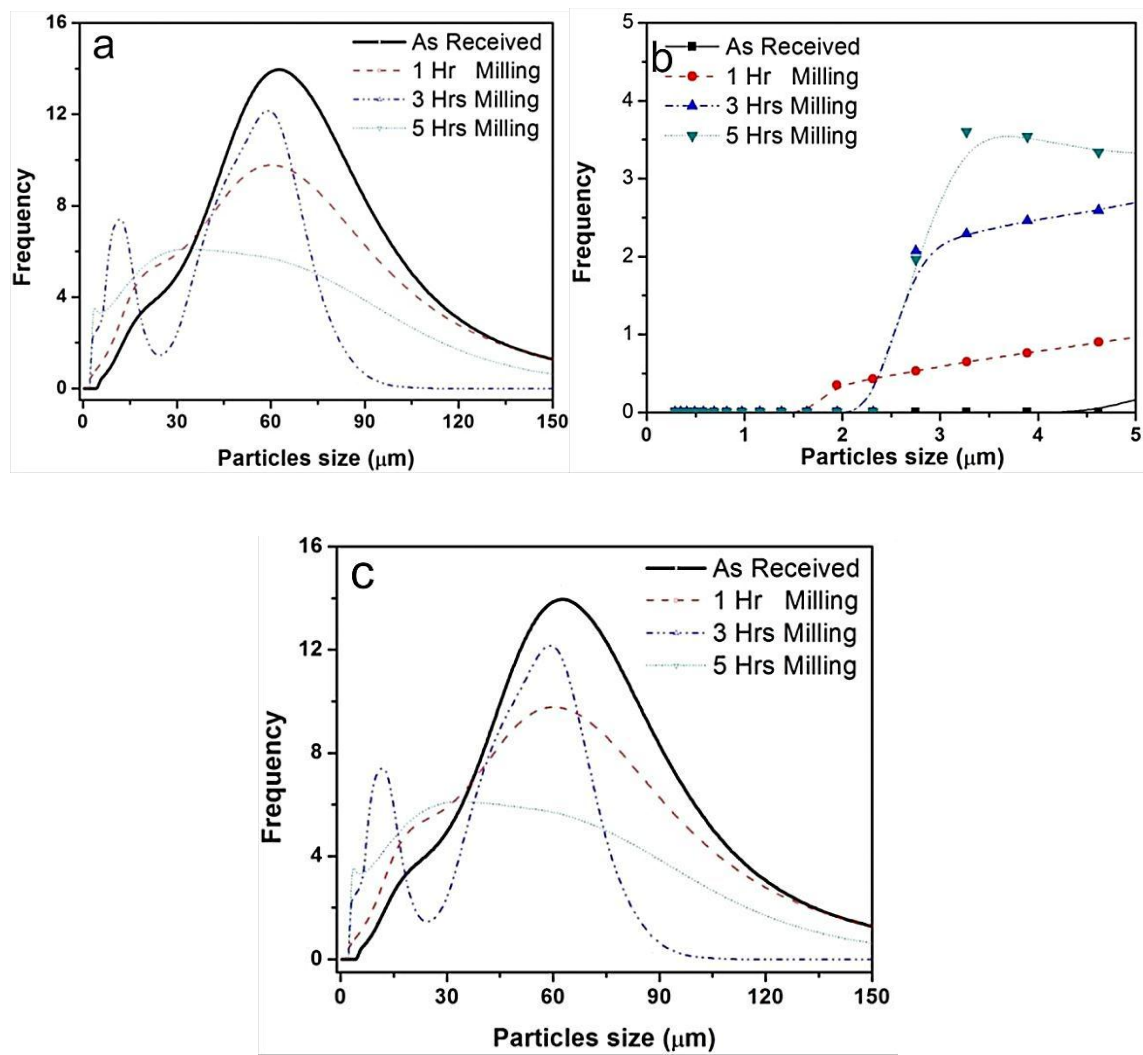 a
As Received
1 Hr Milling
3 Hrs Milling
5 Hrs Milling
Frequency
16
12
8
4
0
0 30 60 90 120 150
Particles size (μm)
b
As Received
1 Hr Milling
3 Hrs Milling
5 Hrs Milling
Frequency
5
4
3
2
1
0
0 1 2 3 4 5
Particles size (μm)
c
As Received
1 Hr Milling
3 Hrs Milling
5 Hrs Milling
Frequency
16
12
8
4
0
0 30 60 90 120 150
Particles size (μm)